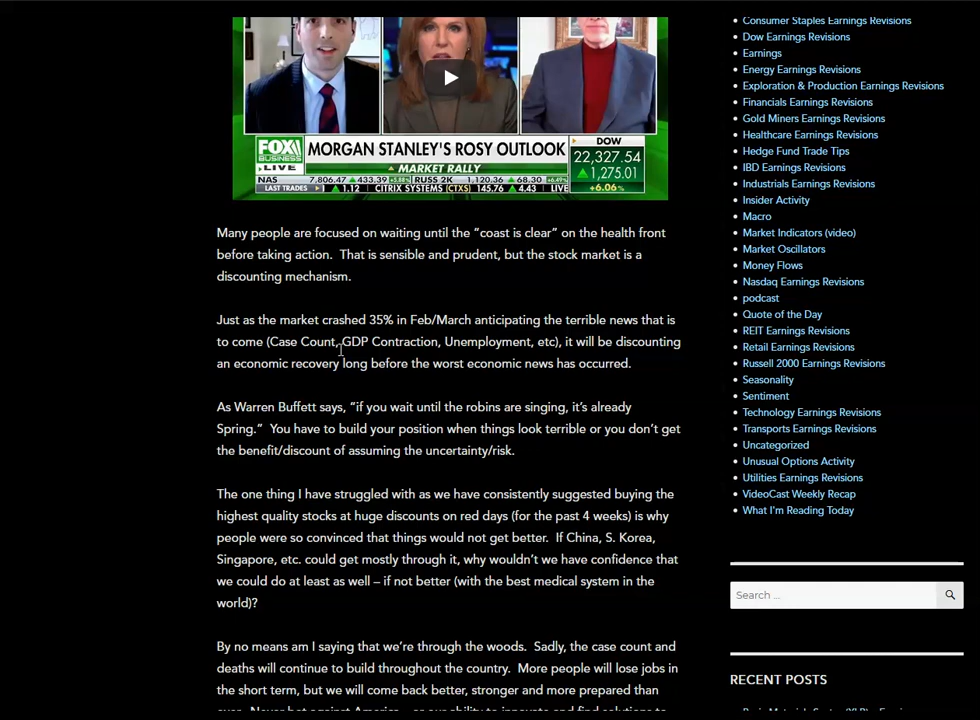 FOX
BUSINESS
LIVE
MORGAN STANLEY'S ROSY OUTLOOK
MARKET RALLY
DOW
22,327.54
1,275.01
+6.06%
NAS 7,806.47 433.39 RUSS 2K 1,120.36 68.30
LAST TRADES 1.12 CITRIX SYSTEMS (CTXS) 145.76 4.43 LIVE
Many people are focused on waiting until the “coast is clear” on the health front
before taking action. That is sensible and prudent, but the stock market is a
discounting mechanism.
Just as the market crashed 35% in Feb/March anticipating the terrible news that is
to come (Case Count, GDP Contraction, Unemployment, etc), it will be discounting
an economic recovery long before the worst economic news has occurred.
As Warren Buffett says, “if you wait until the robins are singing, it’s already
Spring.” You have to build your position when things look terrible or you don’t get
the benefit/discount of assuming the uncertainty/risk.
The one thing I have struggled with as we have consistently suggested buying the
highest quality stocks at huge discounts on red days (for the past 4 weeks) is why
people were so convinced that things would not get better. If China, S. Korea,
Singapore, etc. could get mostly through it, why wouldn’t we have confidence that
we could do at least as well – if not better (with the best medical system in the
world)?
By no means am I saying that we’re through the woods. Sadly, the case count and
deaths will continue to build throughout the country. More people will lose jobs in
the short term, but we will come back better, stronger and more prepared than
Consumer Staples Earnings Revisions
Dow Earnings Revisions
Earnings
Energy Earnings Revisions
Exploration & Production Earnings Revisions
Financials Earnings Revisions
Gold Miners Earnings Revisions
Healthcare Earnings Revisions
Hedge Fund Trade Tips
IBD Earnings Revisions
Industrials Earnings Revisions
Insider Activity
Macro
Market Indicators (video)
Market Oscillators
Money Flows
Nasdaq Earnings Revisions
podcast
Quote of the Day
REIT Earnings Revisions
Retail Earnings Revisions
Russell 2000 Earnings Revisions
Seasonality
Sentiment
Technology Earnings Revisions
Transports Earnings Revisions
Uncategorized
Unusual Options Activity
Utilities Earnings Revisions
VideoCast Weekly Recap
What I'm Reading Today
Search ...
RECENT POSTS